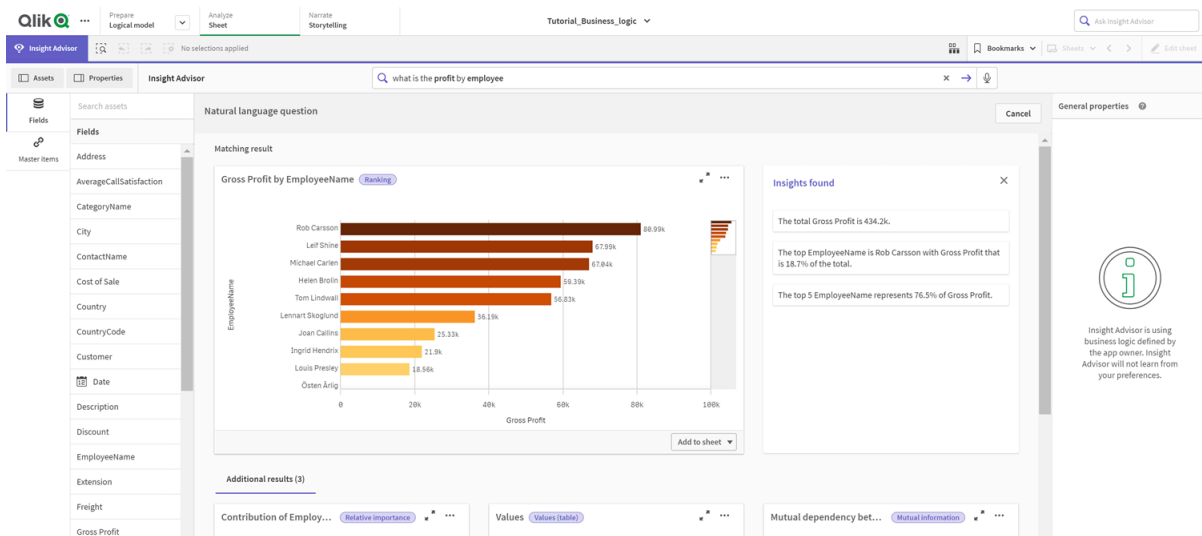 Qlik
Prepare
Logical model
Analyze
Sheet
Narrate
Storytelling
Tutorial_Business_logic
Ask Insight Advisor
Insight Advisor
No selections applied
Bookmarks
Sheets
Edit sheet
Assets
Properties
Insight Advisor
what is the profit by employee
Fields
Master items
Search assets
Fields
Address
AverageCallSatisfaction
CategoryName
City
ContactName
Cost of Sale
Country
CountryCode
Customer
Date
Description
Discount
EmployeeName
Extension
Freight
Gross Profit
Natural language question
Cancel
Matching result
Gross Profit by EmployeeName Ranking
EmployeeName
Rob Carsson 80.99k
Leif Shine 67.99k
Michael Carlen 67.04k
Helen Brolin 59.39k
Tom Lindwall 56.83k
Lennart Skoglund 36.19k
Joan Callins 25.33k
Ingrid Hendrix 21.9k
Louis Presley 18.56k
Östen Ärlig
0 20k 40k 60k 80k 100k
Gross Profit
Add to sheet
Insights found
The total Gross Profit is 434.2k.
The top EmployeeName is Rob Carsson with Gross Profit that
is 18.7% of the total.
The top 5 EmployeeName represents 76.5% of Gross Profit.
Additional results (3)
Contribution of Employ... Relative importance
Values Values (table)
Mutual dependency bet... Mutual information
General properties
Insight Advisor is using
business logic defined by
the app owner. Insight
Advisor will not learn from
your preferences.